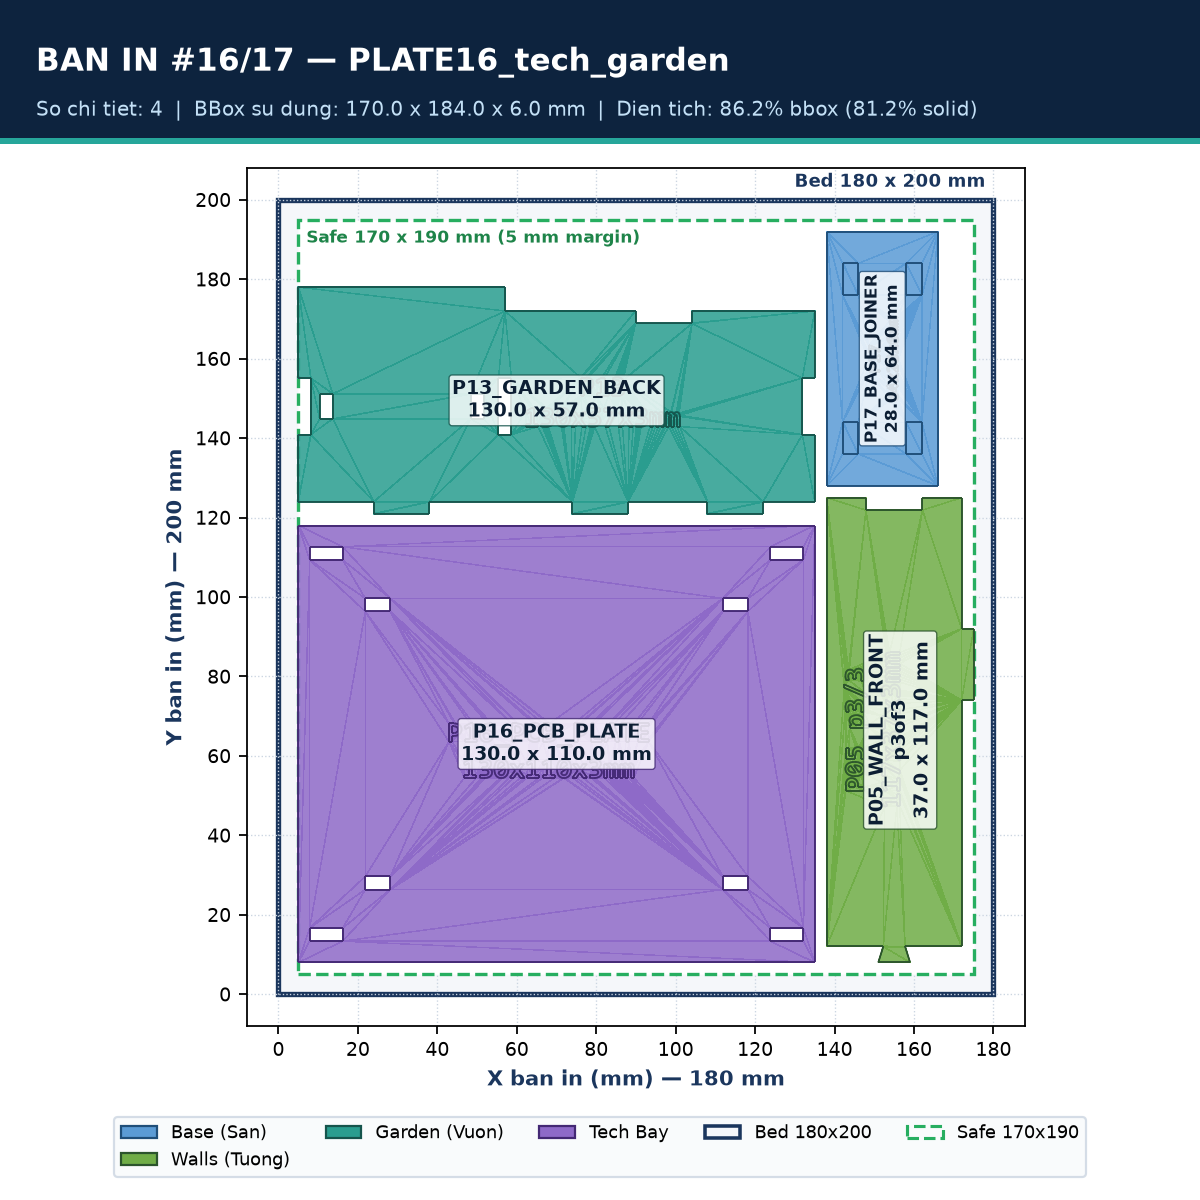 BAN IN #16/17 — PLATE16_tech_garden
So chi tiet: 4 | BBox su dung: 170.0 x 184.0 x 6.0 mm | Dien tich: 86.2% bbox (81.2% solid)
Bed 180 x 200 mm
Safe 170 x 190 mm (5 mm margin)
P13_GARDEN_BACK
130.0 x 57.0 mm
P17_BASE_JOINER
28.0 x 64.0 mm
P16_PCB_PLATE
130.0 x 110.0 mm
130x110x3mm
P05 p3/3
P05_WALL_FRONT
p3of3
37.0 x 117.0 mm
200
180
160
140
120
100
80
60
40
20
0
Y ban in (mm) — 200 mm
0 20 40 60 80 100 120 140 160 180
X ban in (mm) — 180 mm
Base (San)
Garden (Vuon)
Tech Bay
Bed 180x200
Safe 170x190
Walls (Tuong)